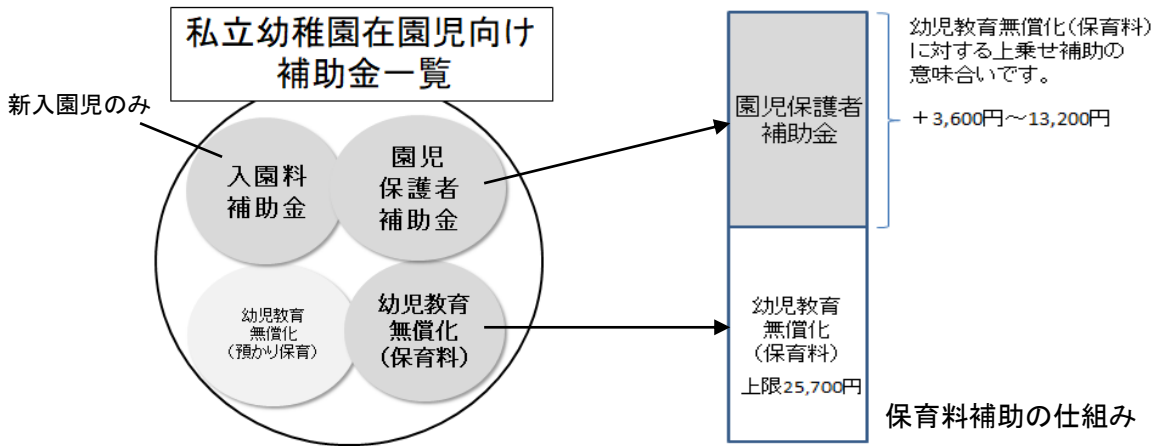 私立幼稚園在園児向け
補助金一覧
新入園児のみ
入園料
補助金
園児
保護者
補助金
幼児教育
無償化
(預かり保育)
幼児教育
無償化
(保育料)
園児保護者
補助金
幼児教育無償化(保育料)
に対する上乗せ補助の
意味合いです。
+3,600円~13,200円
幼児教育
無償化
(保育料)
上限25,700円
保育料補助の仕組み